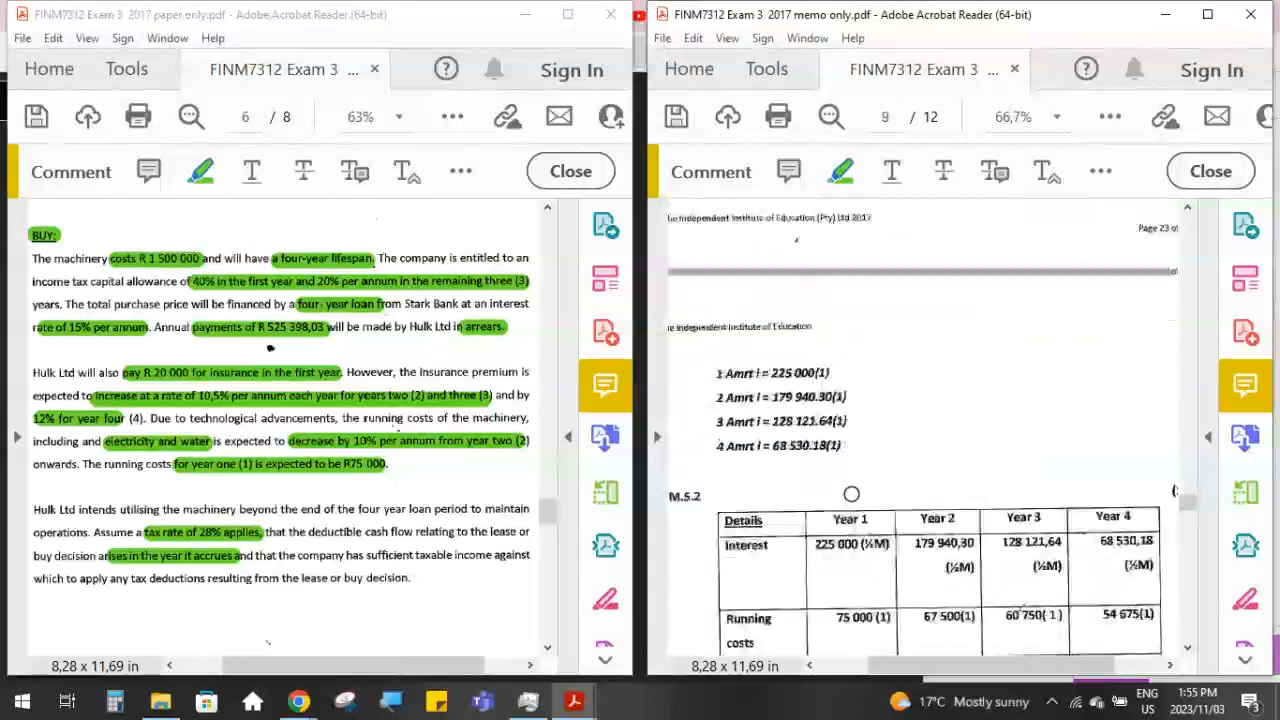 FINM7312 Exam 3 2017 paper only.pdf - Adobe Acrobat Reader (64-bit)
File Edit View Sign Window Help
Home Tools FINM7312 Exam 3 ... Sign In
6 / 8 63%
Comment Close
BUY:
The machinery costs R 1 500 000 and will have a four-year lifespan. The company is entitled to an
income tax capital allowance of 40% in the first year and 20% per annum in the remaining three (3)
years. The total purchase price will be financed by a four- year loan from Stark Bank at an interest
rate of 15% per annum. Annual payments of R 525 398,03 will be made by Hulk Ltd in arrears.
Hulk Ltd will also pay R 20 000 for insurance in the first year. However, the insurance premium is
expected to increase at a rate of 10,5% per annum each year for years two (2) and three (3) and by
12% for year four (4). Due to technological advancements, the running costs of the machinery,
including and electricity and water is expected to decrease by 10% per annum from year two (2)
onwards. The running costs for year one (1) is expected to be R75 000.
Hulk Ltd intends utilising the machinery beyond the end of the four year loan period to maintain
operations. Assume a tax rate of 28% applies, that the deductible cash flow relating to the lease or
buy decision arises in the year it accrues and that the company has sufficient taxable income against
which to apply any tax deductions resulting from the lease or buy decision.
8,28 x 11,69 in
FINM7312 Exam 3 2017 memo only.pdf - Adobe Acrobat Reader (64-bit)
File Edit View Sign Window Help
Home Tools FINM7312 Exam 3 ... Sign In
9 / 12 66,7%
Comment Close
he Independent Institute of Education (Pty) Ltd 2017
Page 23 of
of
he Independent Institute of Education
1 Amrt i = 225 000(1)
2 Amrt i = 179 940.30(1)
3 Amrt i = 128 121.64(1)
4 Amrt i = 68 530.18(1)
M.5.2
Details Year 1 Year 2 Year 3 Year 4
Interest 225 000 (½M) 179 940,30 128 121,64 68 530,18
(½M) (½M) (½M)
Running 75 000 (1) 67 500(1) 60 750( 1 ) 54 675(1)
costs
8,28 x 11,69 in
17°C Mostly sunny
ENG
US
1:55 PM
2023/11/03
3